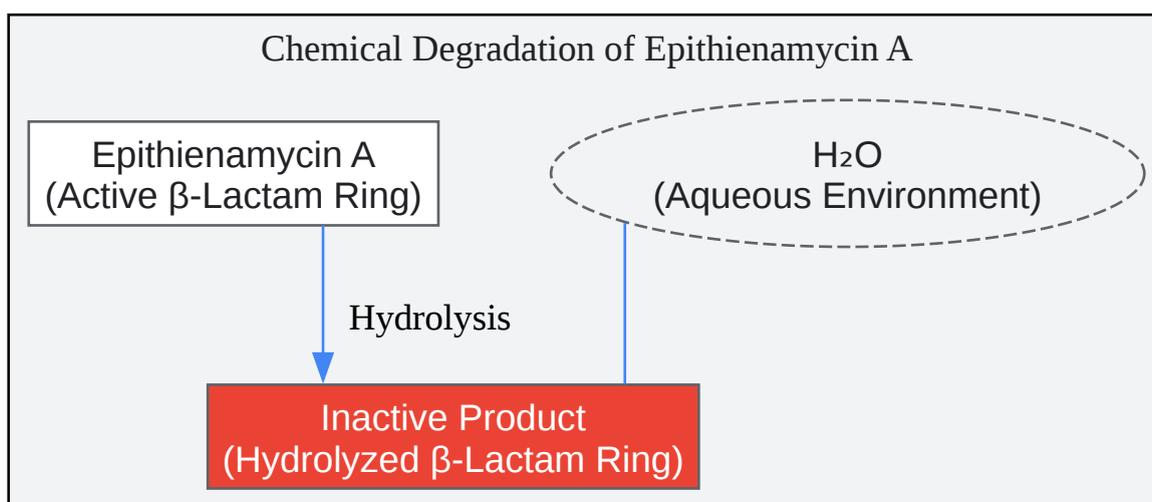 Chemical Degradation of Epithienamycin A
Epithienamycin A
(Active β-Lactam Ring)
H₂O
(Aqueous Environment)
Hydrolysis
Inactive Product
(Hydrolyzed β-Lactam Ring)